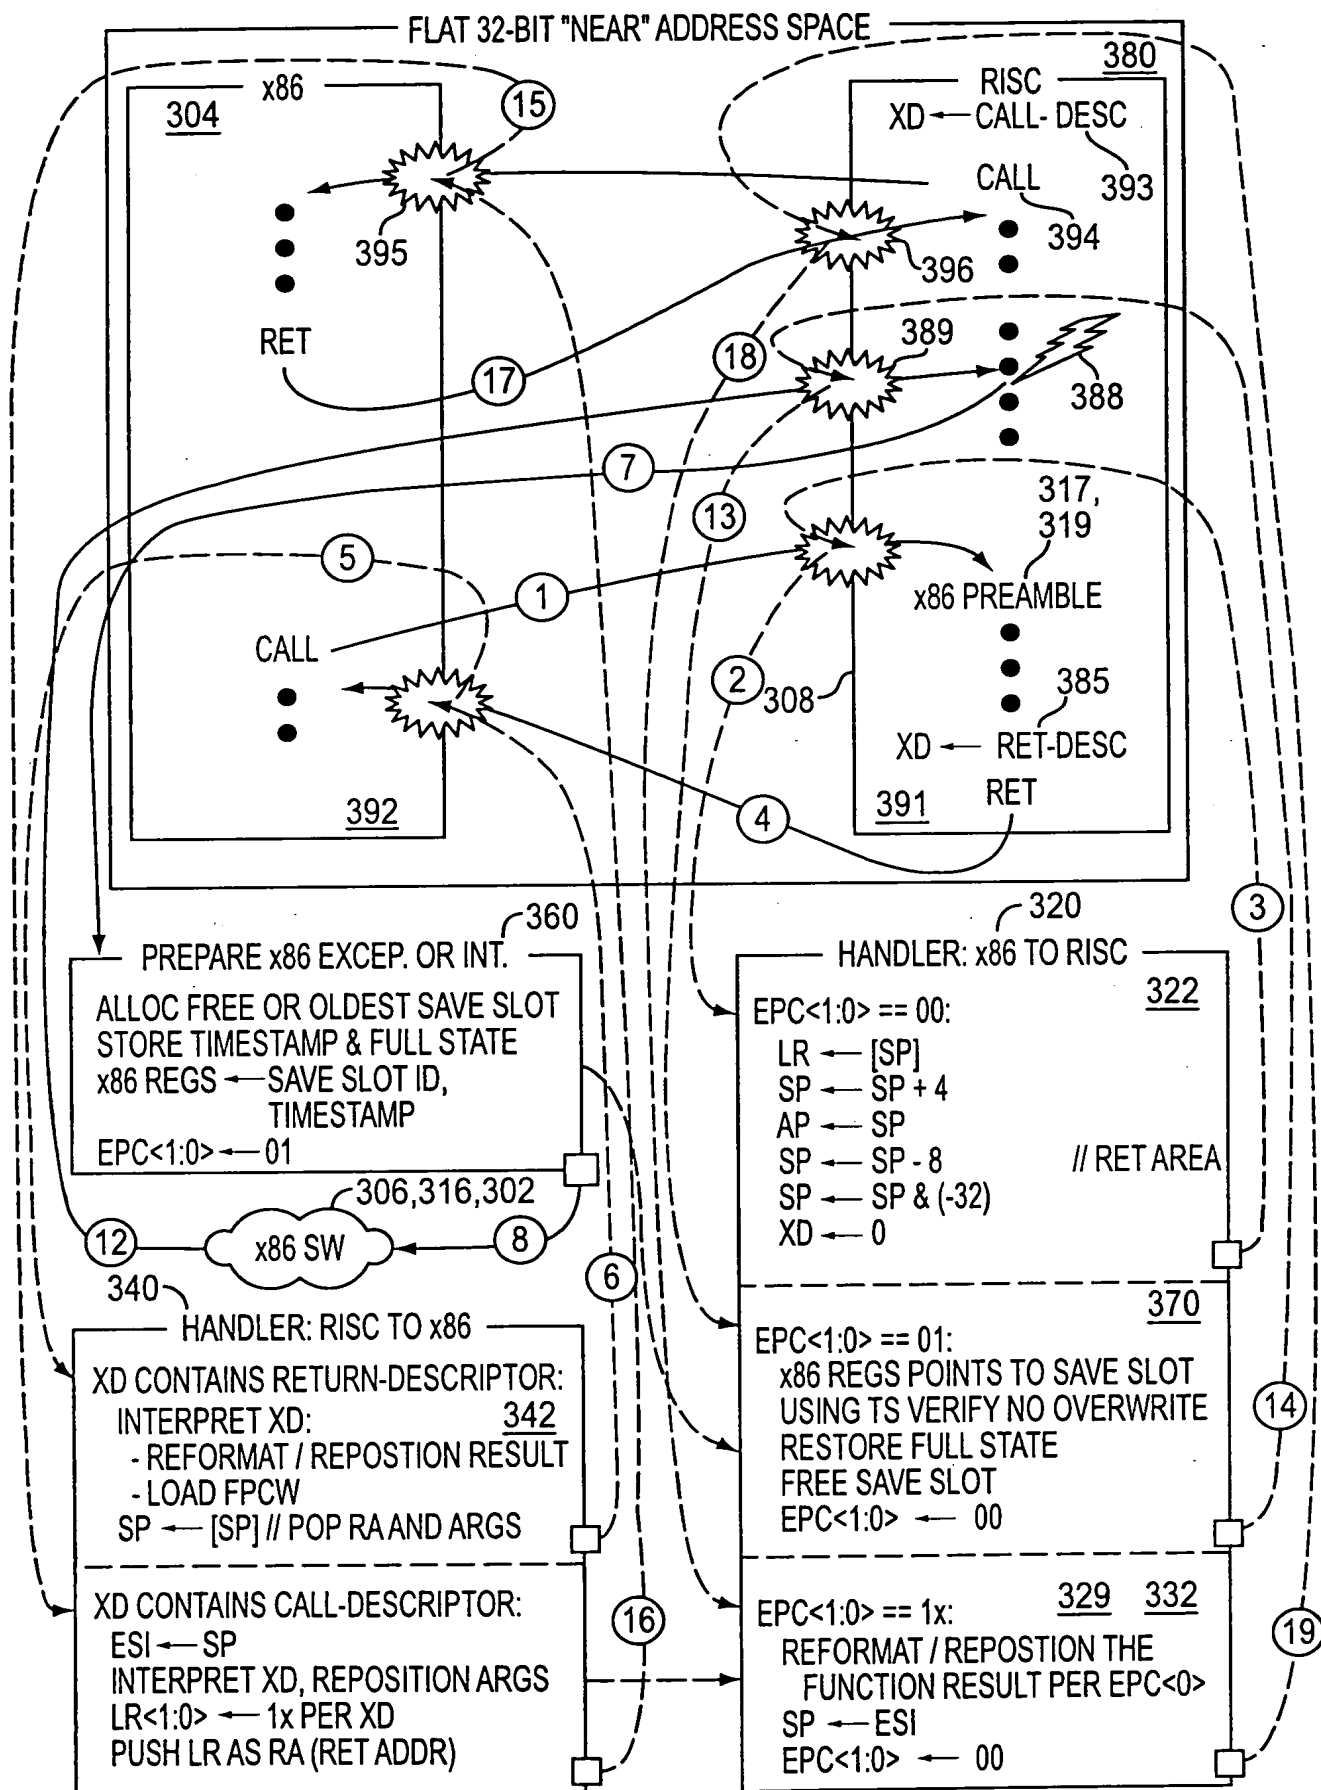 FLAT 32-BIT "NEAR" ADDRESS SPACE
380
x86
304
15
395
RET
17
RISC
XD ← CALL- DESC
393
CALL
394
396
18
389
388
7
13
317,
319
5
1
x86 PREAMBLE
CALL
2
308
385
XD ← RET-DESC
RET
392
4
391
360
PREPARE x86 EXCEP. OR INT.
ALLOC FREE OR OLDEST SAVE SLOT
STORE TIMESTAMP & FULL STATE
x86 REGS ← SAVE SLOT ID,
TIMESTAMP
EPC<1:0> ← 01
306,316,302
12
x86 SW
8
6
320
3
HANDLER: x86 TO RISC
322
EPC<1:0> == 00:
LR ← [SP]
SP ← SP + 4
AP ← SP
SP ← SP - 8 // RET AREA
SP ← SP & (-32)
XD ← 0
370
EPC<1:0> == 01:
x86 REGS POINTS TO SAVE SLOT
USING TS VERIFY NO OVERWRITE
RESTORE FULL STATE
FREE SAVE SLOT
EPC<1:0> ← 00
14
329 332
EPC<1:0> == 1x:
REFORMAT / REPOSTION THE
FUNCTION RESULT PER EPC<0>
SP ← ESI
EPC<1:0> ← 00
19
340
HANDLER: RISC TO x86
XD CONTAINS RETURN-DESCRIPTOR:
INTERPRET XD: 342
- REFORMAT / REPOSTION RESULT
- LOAD FPCW
SP ← [SP] // POP RA AND ARGS
XD CONTAINS CALL-DESCRIPTOR:
ESI ← SP
INTERPRET XD, REPOSITION ARGS
LR<1:0> ← 1x PER XD
PUSH LR AS RA (RET ADDR)
16